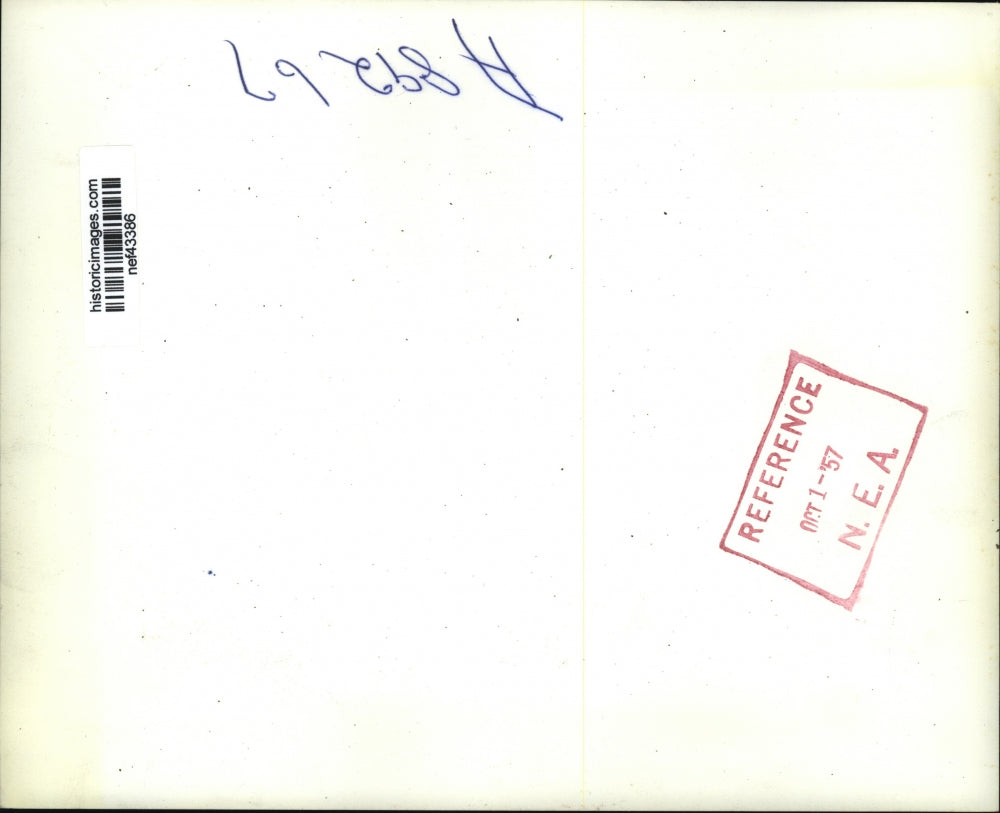 A89267
historicimages.com
nef43386
REFERENCE
OCT 1-'57
N. E. A.